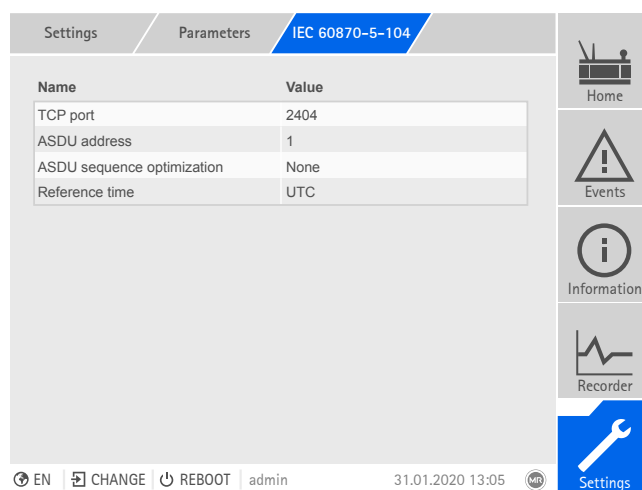 Settings Parameters IEC 60870-5-104
Name Value
TCP port 2404
ASDU address 1
ASDU sequence optimization None
Reference time UTC
Home
Events
Information
Recorder
Settings
EN CHANGE REBOOT admin 31.01.2020 13:05 MR